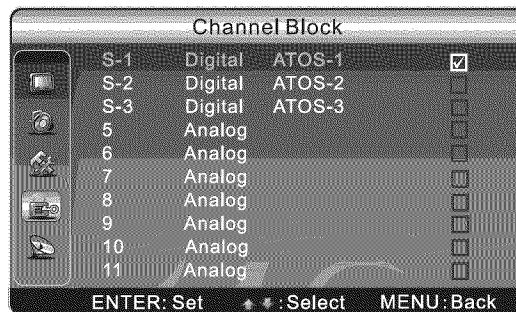 Channel Block
S-1 Digital ATOS-1
S-2 Digital ATOS-2
S-3 Digital ATOS-3
5 Analog
6 Analog
7 Analog
8 Analog
9 Analog
10 Analog
11 Analog
ENTER: Set :Select MENU: Back